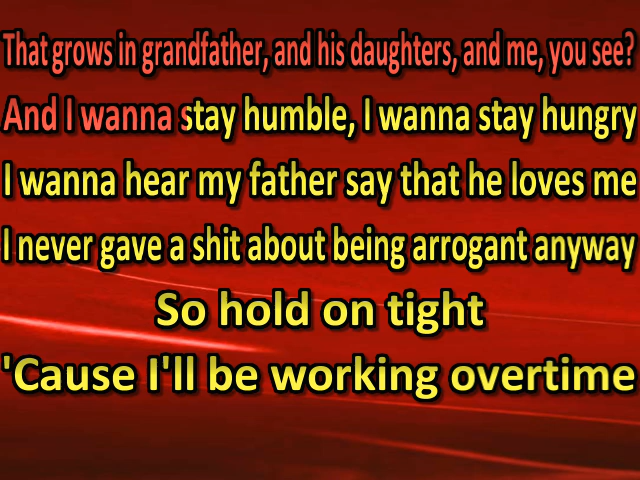 That grows in grandfather, and his daughters, and me, you see?
And I wanna stay humble, I wanna stay hungry
I wanna hear my father say that he loves me
I never gave a shit about being arrogant anyway
So hold on tight
'Cause I'll be working overtime